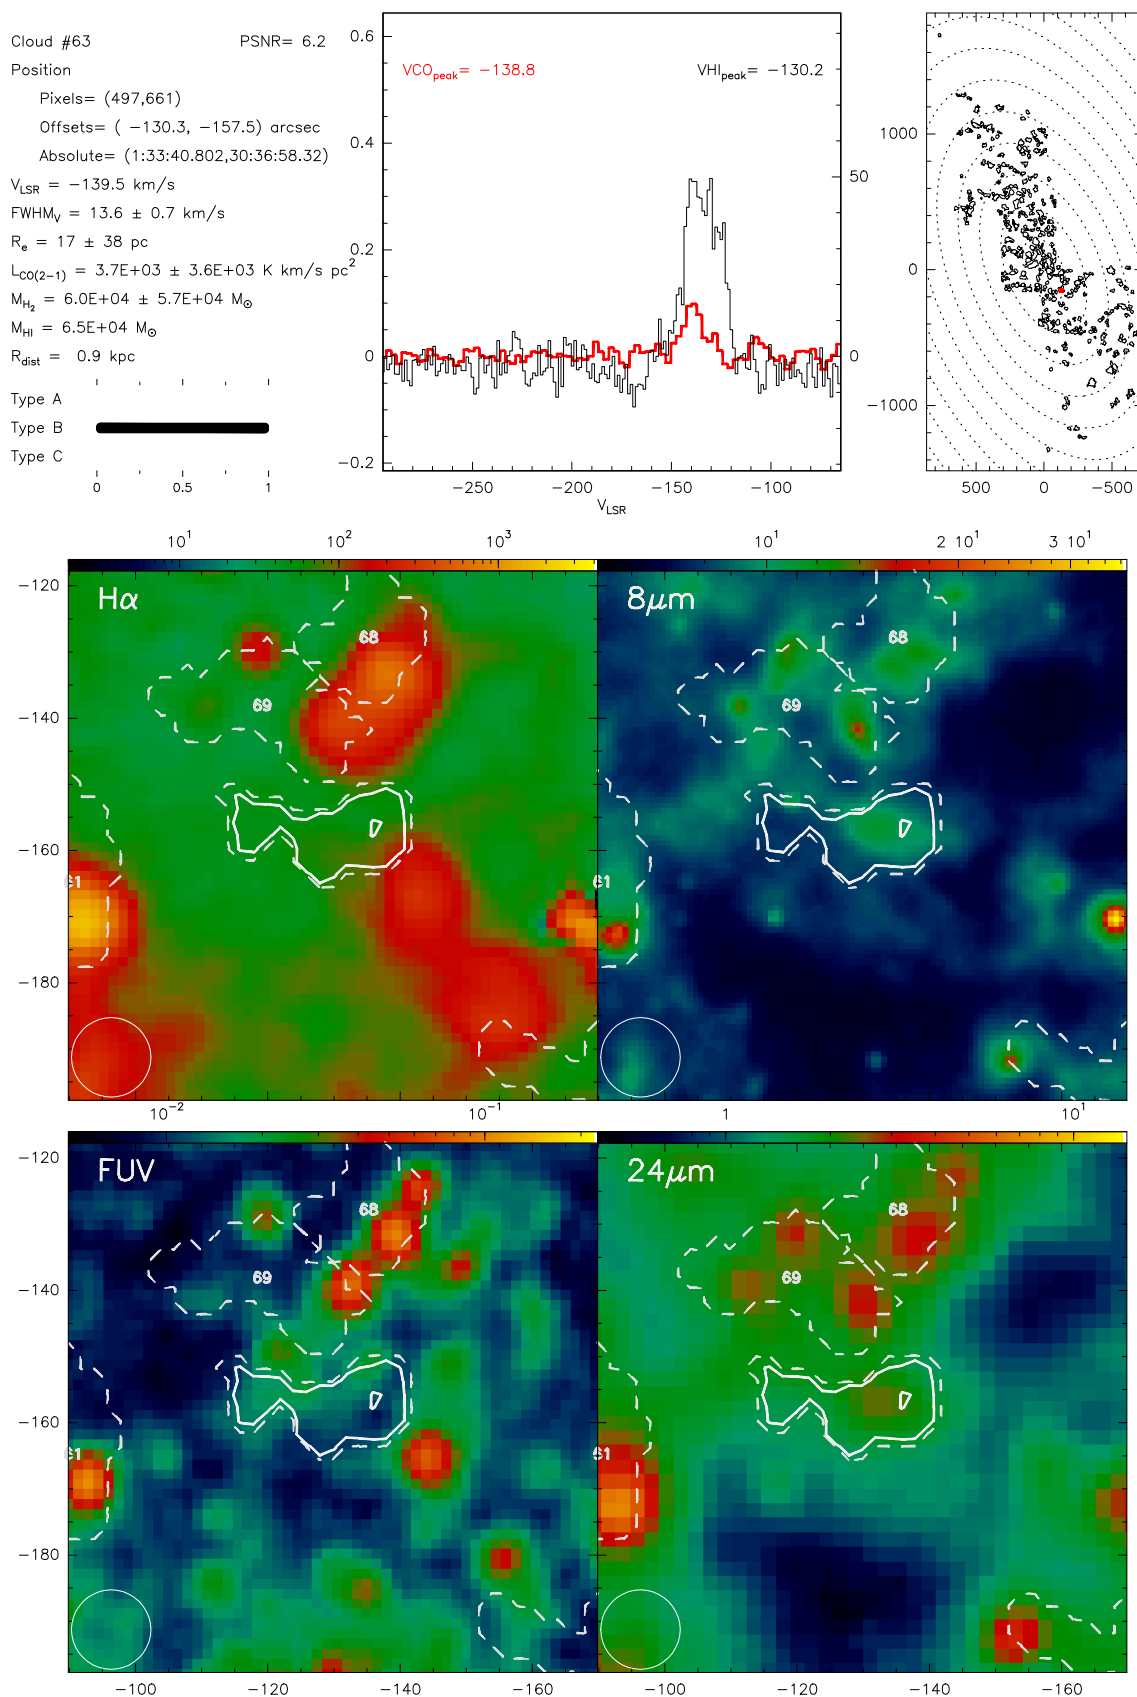 Cloud #63 PSNR= 6.2
Position
Pixels= (497,661)
Offsets= ( −130.3, −157.5) arcsec
Absolute= (1:33:40.802,30:36:58.32)
V_LSR = −139.5 km/s
FWHM_V = 13.6 ± 0.7 km/s
R_e = 17 ± 38 pc
L_CO(2−1) = 3.7E+03 ± 3.6E+03 K km/s pc²
M_H₂ = 6.0E+04 ± 5.7E+04 M_⊙
M_HI = 6.5E+04 M_⊙
R_dist = 0.9 kpc
Type A
Type B
Type C
0 0.5 1
VCO_peak= −138.8 VHI_peak= −130.2
0.6
0.4
0.2
0
−0.2
50
0
−250 −200 −150 −100
V_LSR
1000
0
−1000
500 0 −500
10¹ 10² 10³
10¹ 2 10¹ 3 10¹
Hα
68
69
61
−120
−140
−160
−180
8μm
68
69
61
10⁻² 10⁻¹
1 10¹
FUV
68
69
61
−120
−140
−160
−180
24μm
68
69
61
−100 −120 −140 −160
−100 −120 −140 −160